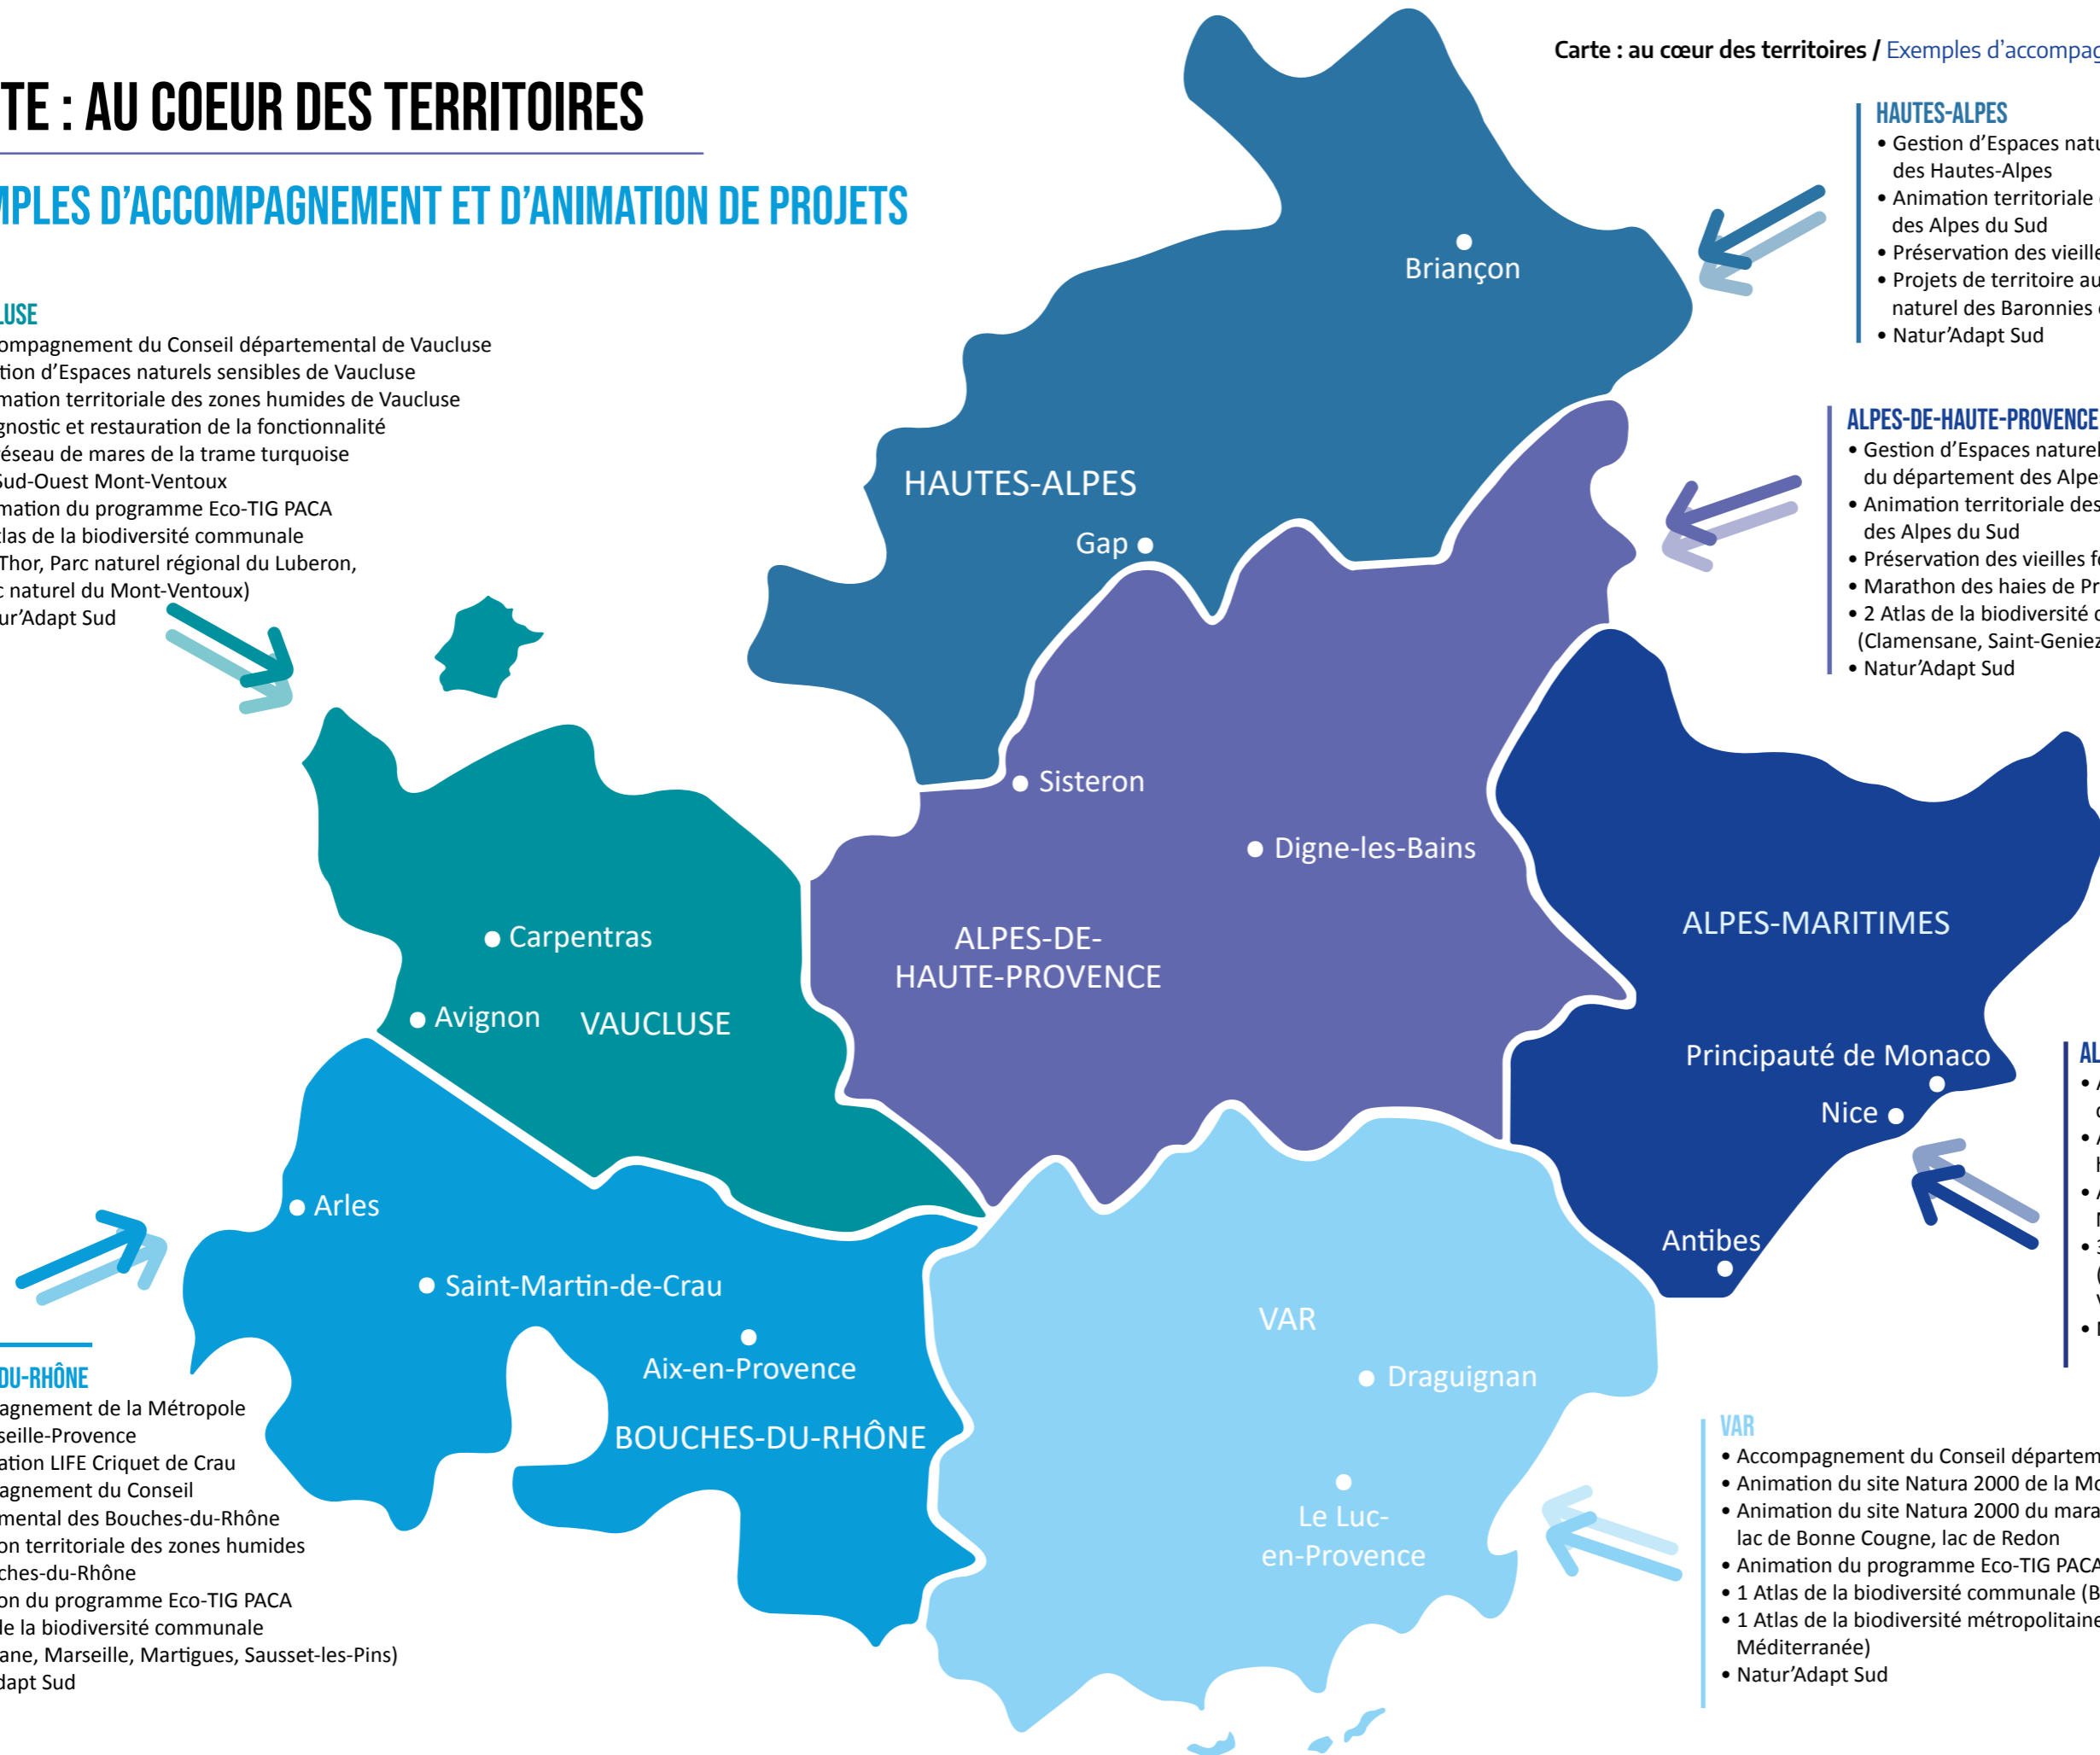 TE : AU COEUR DES TERRITOIRES
MPLES D'ACCOMPAGNEMENT ET D'ANIMATION DE PROJETS
Carte : au cœur des territoires / Exemples d'accompag
LUSE
ompagnement du Conseil départemental de Vaucluse
tion d'Espaces naturels sensibles de Vaucluse
mation territoriale des zones humides de Vaucluse
gnostic et restauration de la fonctionnalité
réseau de mares de la trame turquoise
Sud-Ouest Mont-Ventoux
mation du programme Eco-TIG PACA
tlas de la biodiversité communale
Thor, Parc naturel régional du Luberon,
c naturel du Mont-Ventoux)
ur'Adapt Sud
HAUTES-ALPES
• Gestion d'Espaces natu
des Hautes-Alpes
• Animation territoriale
des Alpes du Sud
• Préservation des vieille
• Projets de territoire au
naturel des Baronnies
• Natur'Adapt Sud
ALPES-DE-HAUTE-PROVENCE
• Gestion d'Espaces naturel
du département des Alpes
• Animation territoriale des
des Alpes du Sud
• Préservation des vieilles fo
• Marathon des haies de Pr
• 2 Atlas de la biodiversité
(Clamensane, Saint-Geniez
• Natur'Adapt Sud
Briançon
HAUTES-ALPES
Gap
Sisteron
Digne-les-Bains
ALPES-DE-
HAUTE-PROVENCE
Carpentras
Avignon
VAUCLUSE
ALPES-MARITIMES
Principauté de Monaco
Nice
Antibes
Arles
Saint-Martin-de-Crau
Aix-en-Provence
BOUCHES-DU-RHÔNE
VAR
Draguignan
Le Luc-
en-Provence
AL
• A
• A
• A
• 3
(
•
DU-RHÔNE
agnement de la Métropole
seille-Provence
ation LIFE Criquet de Crau
agnement du Conseil
mental des Bouches-du-Rhône
on territoriale des zones humides
ches-du-Rhône
on du programme Eco-TIG PACA
de la biodiversité communale
ane, Marseille, Martigues, Sausset-les-Pins)
dapt Sud
VAR
• Accompagnement du Conseil départem
• Animation du site Natura 2000 de la Mo
• Animation du site Natura 2000 du mara
lac de Bonne Cougne, lac de Redon
• Animation du programme Eco-TIG PACA
• 1 Atlas de la biodiversité communale (B
• 1 Atlas de la biodiversité métropolitaine
Méditerranée)
• Natur'Adapt Sud